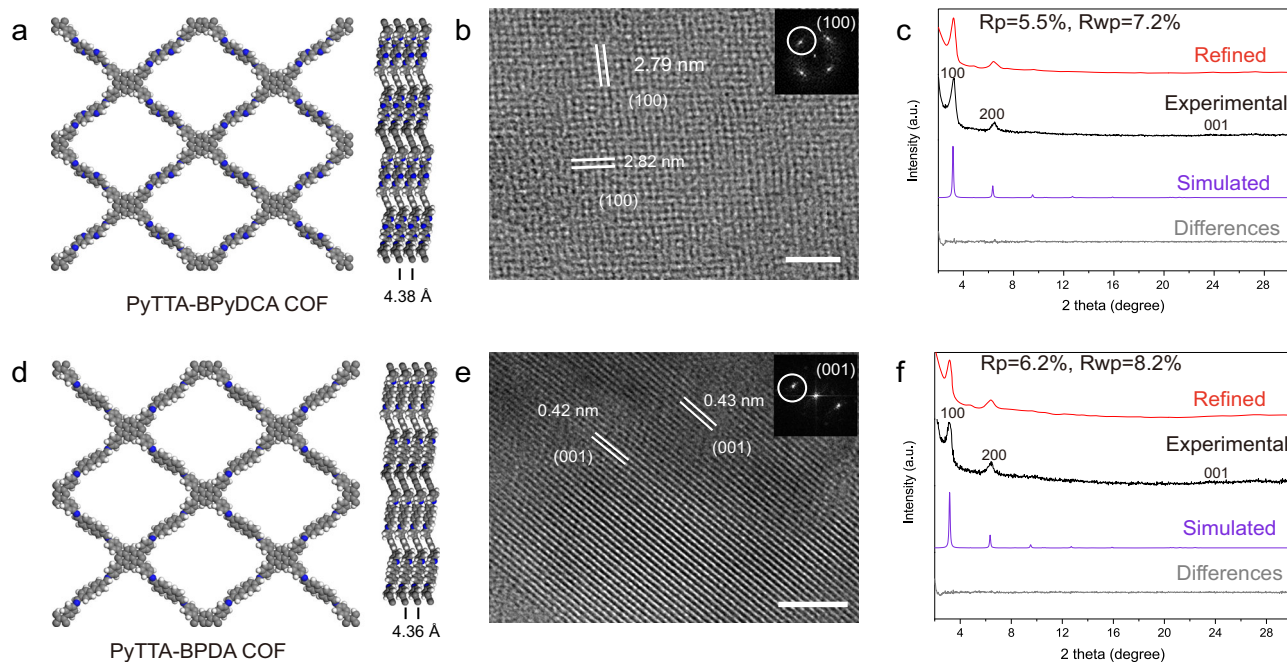 a
4.38 Å
PyTTA-BPyDCA COF
b
(100)
2.79 nm
(100)
2.82 nm
(100)
c
Rp=5.5%, Rwp=7.2%
Refined
100
Experimental
200
001
Simulated
Differences
Intensity (a.u.)
4 8 12 16 20 24 28
2 theta (degree)
d
4.36 Å
PyTTA-BPDA COF
e
(001)
0.42 nm
0.43 nm
(001)
(001)
f
Rp=6.2%, Rwp=8.2%
Refined
100
Experimental
200
001
Simulated
Differences
Intensity (a.u.)
4 8 12 16 20 24 28
2 theta (degree)